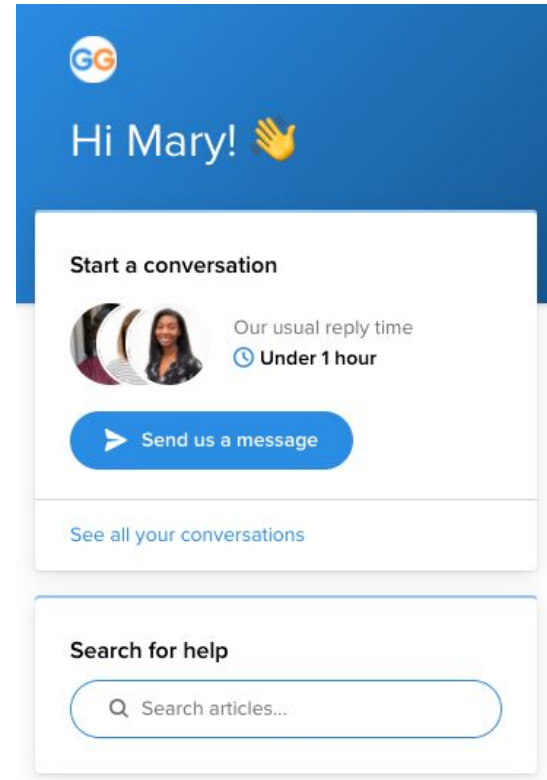 GG
Hi Mary! 👋
Start a conversation
Our usual reply time
Under 1 hour
Send us a message
See all your conversations
Search for help
Search articles...